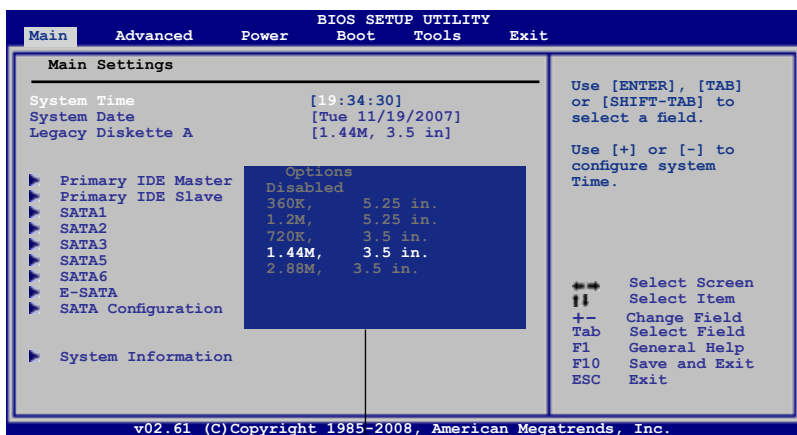 BIOS SETUP UTILITY
Main Advanced Power Boot Tools Exit
Main Settings
System Time [19:34:30]
System Date [Tue 11/19/2007]
Legacy Diskette A [1.44M, 3.5 in]
Primary IDE Master
Primary IDE Slave
SATA1
SATA2
SATA3
SATA5
SATA6
E-SATA
SATA Configuration
System Information
Options
Disabled
360K, 5.25 in.
1.2M, 5.25 in.
720K, 3.5 in.
1.44M, 3.5 in.
2.88M, 3.5 in.
Use [ENTER], [TAB]
or [SHIFT-TAB] to
select a field.
Use [+] or [-] to
configure system
Time.
Select Screen
Select Item
+- Change Field
Tab Select Field
F1 General Help
F10 Save and Exit
ESC Exit
v02.61 (C)Copyright 1985-2008, American Megatrends, Inc.